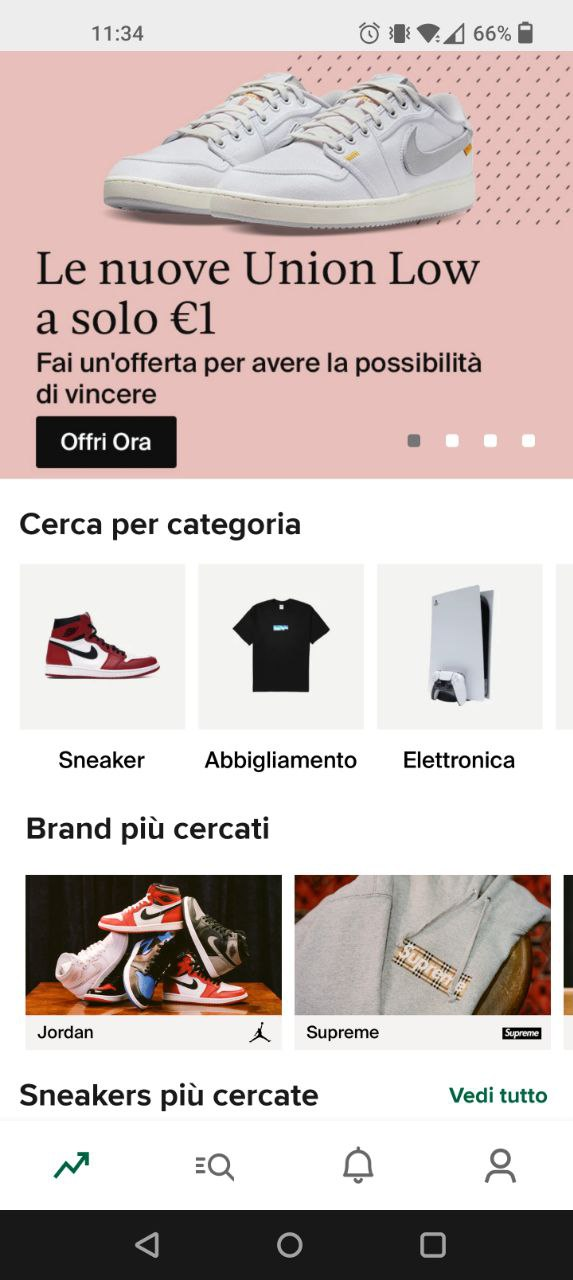 11:34
66%
Le nuove Union Low
a solo €1
Fai un'offerta per avere la possibilità
di vincere
Offri Ora
Cerca per categoria
Sneaker
Abbigliamento
Elettronica
Brand più cercati
Supreme
Jordan
Supreme
Supreme
Sneakers più cercate
Vedi tutto